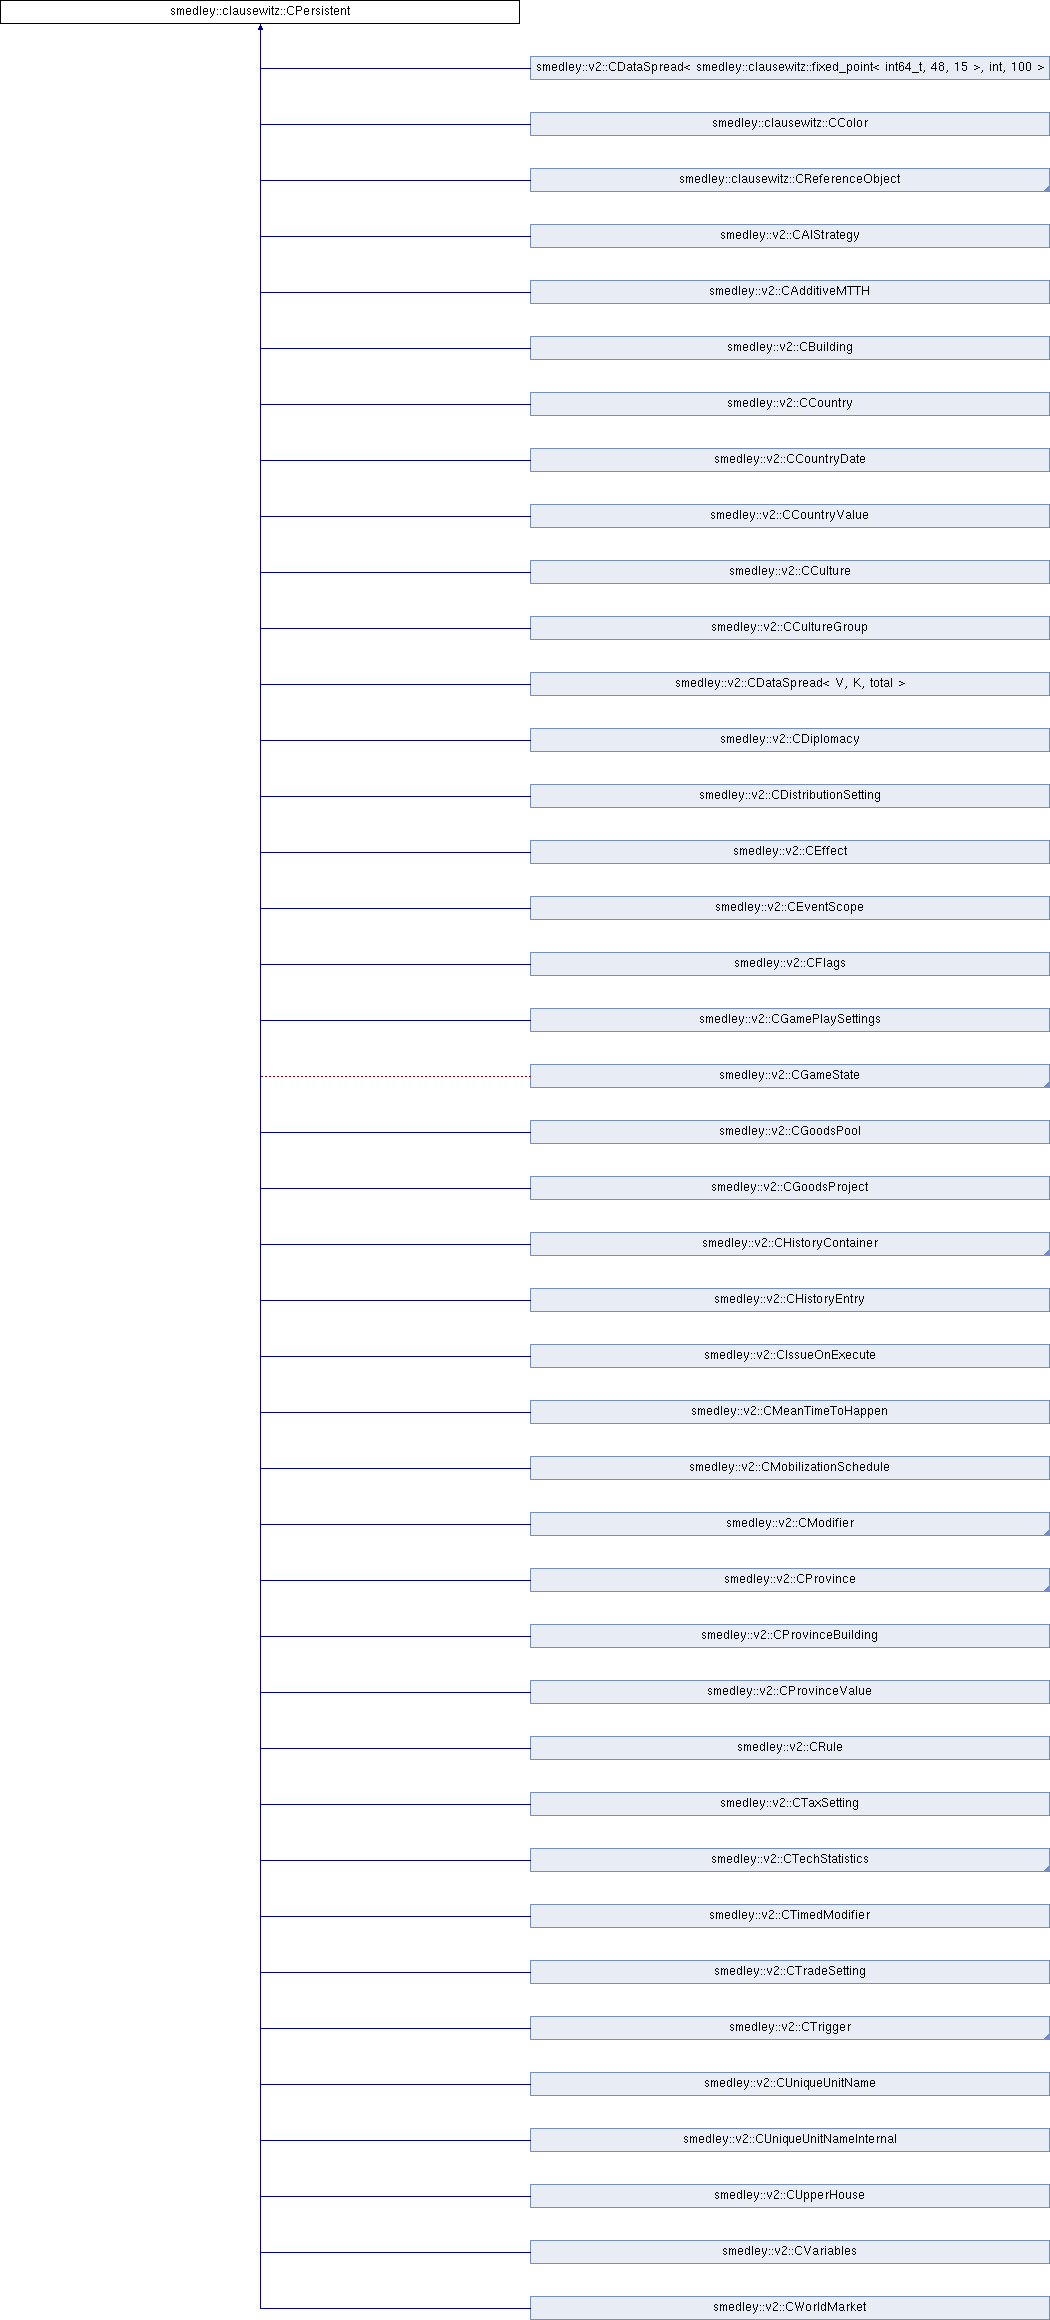 smedley::clausewitz::CPersistent
smedley::v2::CDataSpread< smedley::clausewitz::fixed_point< int64_t, 48, 15 >, int, 100 >
smedley::clausewitz::CColor
smedley::clausewitz::CReferenceObject
smedley::v2::CAIStrategy
smedley::v2::CAdditiveMTTH
smedley::v2::CBuilding
smedley::v2::CCountry
smedley::v2::CCountryDate
smedley::v2::CCountryValue
smedley::v2::CCulture
smedley::v2::CCultureGroup
smedley::v2::CDataSpread< V, K, total >
smedley::v2::CDiplomacy
smedley::v2::CDistributionSetting
smedley::v2::CEffect
smedley::v2::CEventScope
smedley::v2::CFlags
smedley::v2::CGamePlaySettings
smedley::v2::CGameState
smedley::v2::CGoodsPool
smedley::v2::CGoodsProject
smedley::v2::CHistoryContainer
smedley::v2::CHistoryEntry
smedley::v2::CIssueOnExecute
smedley::v2::CMeanTimeToHappen
smedley::v2::CMobilizationSchedule
smedley::v2::CModifier
smedley::v2::CProvince
smedley::v2::CProvinceBuilding
smedley::v2::CProvinceValue
smedley::v2::CRule
smedley::v2::CTaxSetting
smedley::v2::CTechStatistics
smedley::v2::CTimedModifier
smedley::v2::CTradeSetting
smedley::v2::CTrigger
smedley::v2::CUniqueUnitName
smedley::v2::CUniqueUnitNameInternal
smedley::v2::CUpperHouse
smedley::v2::CVariables
smedley::v2::CWorldMarket